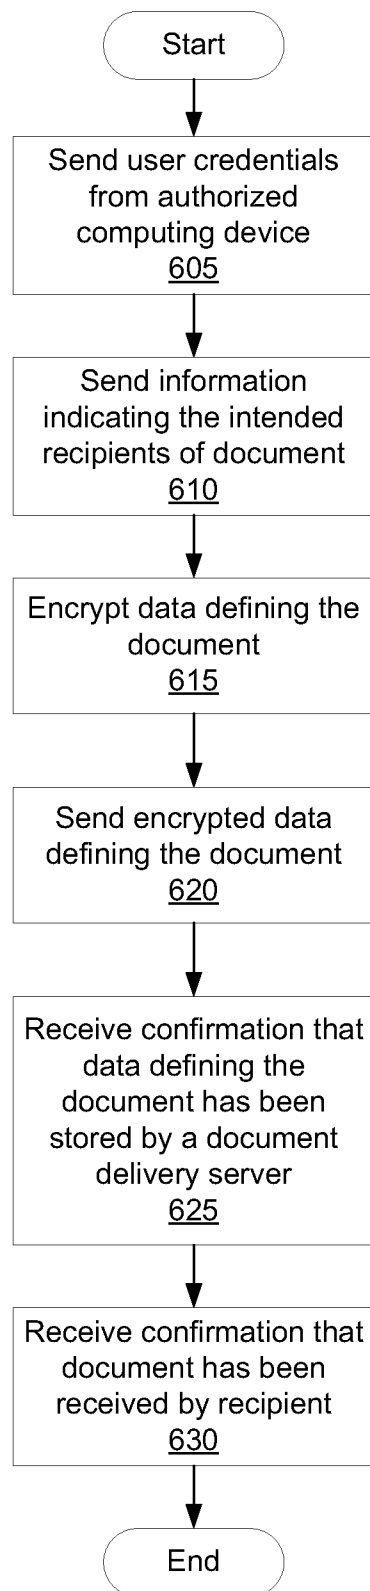 Start
Send user credentials
from authorized
computing device
605
Send information
indicating the intended
recipients of document
610
Encrypt data defining the
document
615
Send encrypted data
defining the document
620
Receive confirmation that
data defining the
document has been
stored by a document
delivery server
625
Receive confirmation that
document has been
received by recipient
630
End